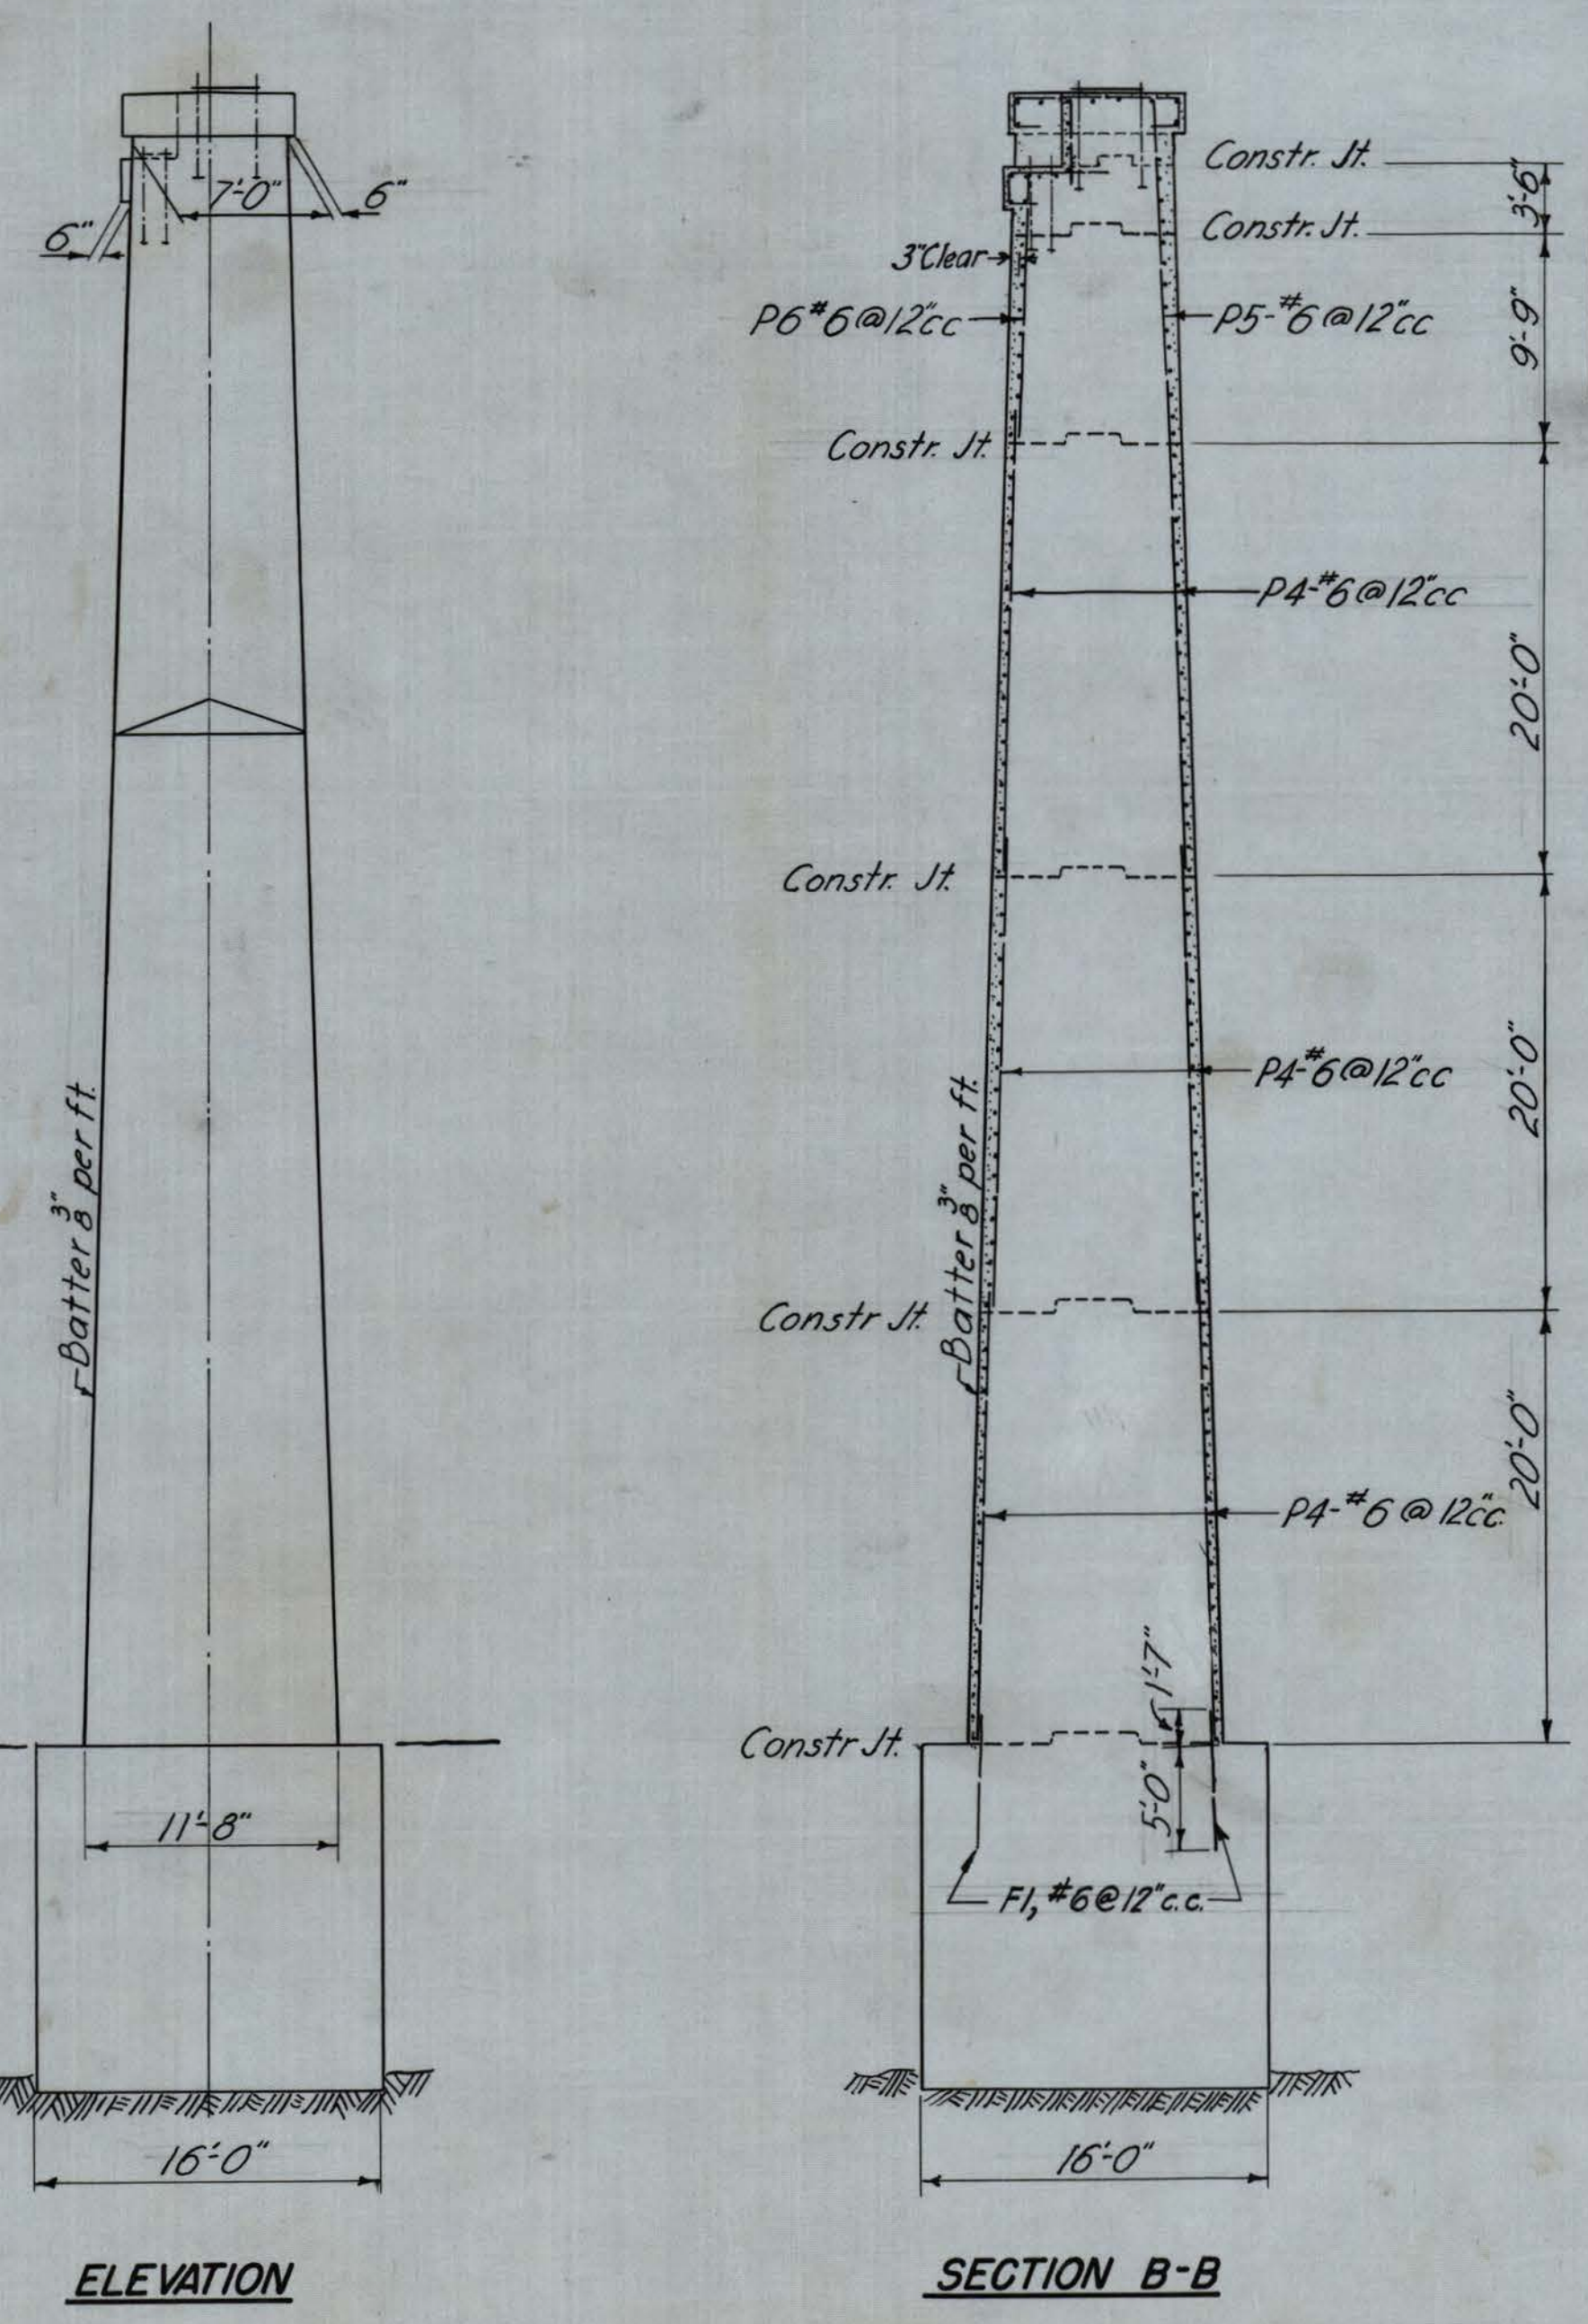 7'-0"
6"
6"
Batter 3/8" per ft.
11'-8"
16'-0"
ELEVATION
Constr. Jt.
3'-6"
Constr. Jt.
3"Clear
P6 #6@12"cc
P5-#6@12"cc
9'-9"
Constr. Jt.
P4-#6@12"cc
20'-0"
Constr. Jt.
P4-#6@12"cc
20'-0"
Batter 3/8" per ft.
Constr Jt.
20'-0"
P4-#6@12"cc.
1'-7"
Constr Jt.
5'-0"
F1, #6@12"c.c.
16'-0"
SECTION B-B